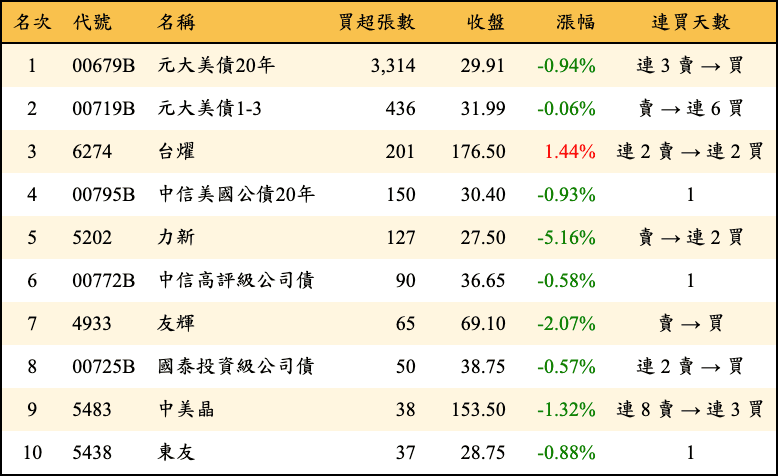 名次 代號 名稱 買超張數 收盤 漲幅 連買天數
1 00679B 元大美債20年 3,314 29.91 -0.94% 連 3 賣 → 買
2 00719B 元大美債1-3 436 31.99 -0.06% 賣 → 連 6 買
3 6274 台燿 201 176.50 1.44% 連 2 賣 → 連 2 買
4 00795B 中信美國公債20年 150 30.40 -0.93% 1
5 5202 力新 127 27.50 -5.16% 賣 → 連 2 買
6 00772B 中信高評級公司債 90 36.65 -0.58% 1
7 4933 友輝 65 69.10 -2.07% 賣 → 買
8 00725B 國泰投資級公司債 50 38.75 -0.57% 連 2 賣 → 買
9 5483 中美晶 38 153.50 -1.32% 連 8 賣 → 連 3 買
10 5438 東友 37 28.75 -0.88% 1